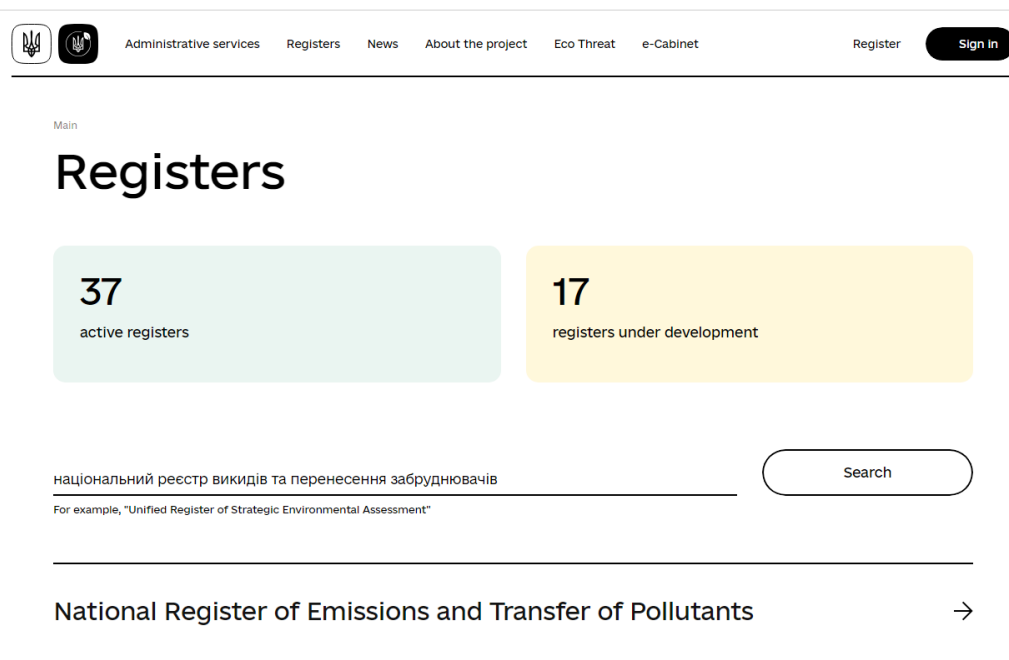 Administrative services Registers News About the project Eco Threat e-Cabinet Register Sign in
Main
Registers
37
active registers
17
registers under development
національний реєстр викидів та перенесення забруднювачів
Search
For example, "Unified Register of Strategic Environmental Assessment"
National Register of Emissions and Transfer of Pollutants